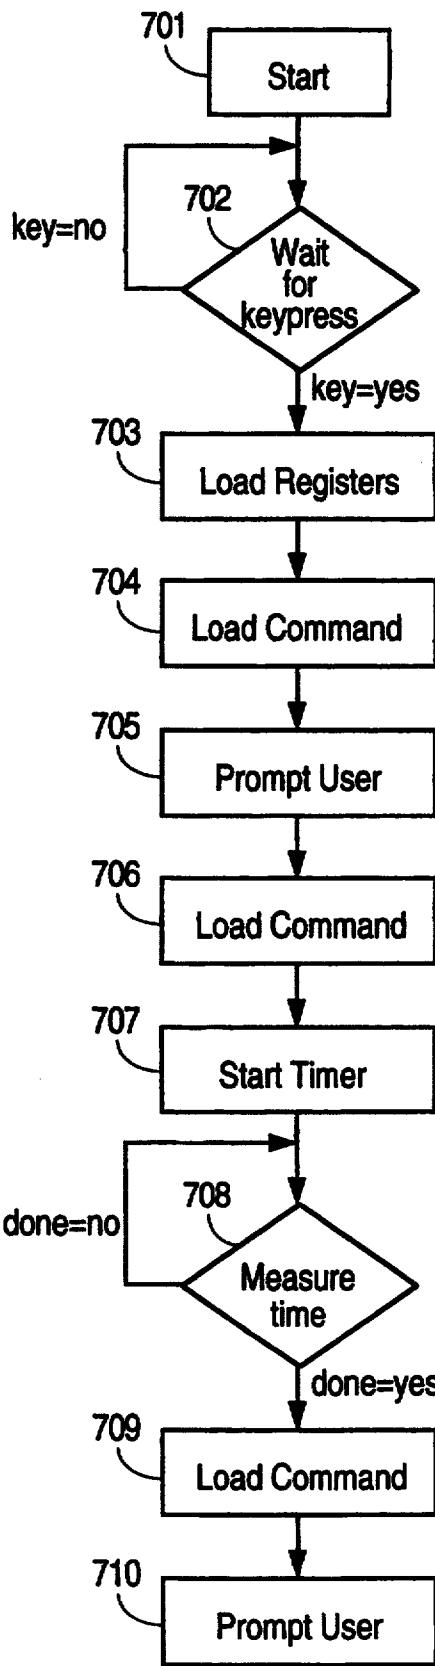 701
Start
key=no
702
Wait
for
keypress
key=yes
703
Load Registers
704
Load Command
705
Prompt User
706
Load Command
707
Start Timer
708
done=no
Measure
time
done=yes
709
Load Command
710
Prompt User